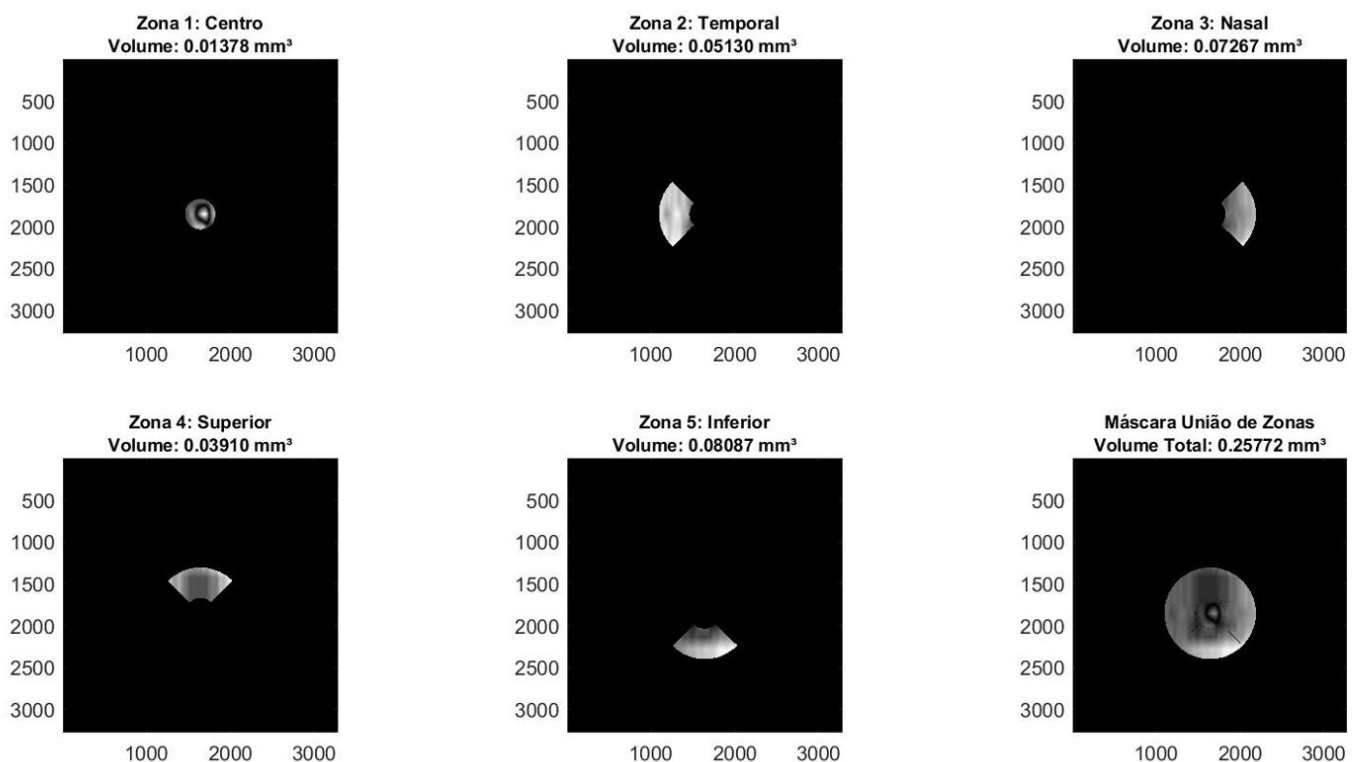 Zona 1: Centro
Volume: 0.01378 mm³
500
1000
1500
2000
2500
3000
1000 2000 3000
Zona 2: Temporal
Volume: 0.05130 mm³
500
1000
1500
2000
2500
3000
1000 2000 3000
Zona 3: Nasal
Volume: 0.07267 mm³
500
1000
1500
2000
2500
3000
1000 2000 3000
Zona 4: Superior
Volume: 0.03910 mm³
500
1000
1500
2000
2500
3000
1000 2000 3000
Zona 5: Inferior
Volume: 0.08087 mm³
500
1000
1500
2000
2500
3000
1000 2000 3000
Máscara União de Zonas
Volume Total: 0.25772 mm³
500
1000
1500
2000
2500
3000
1000 2000 3000